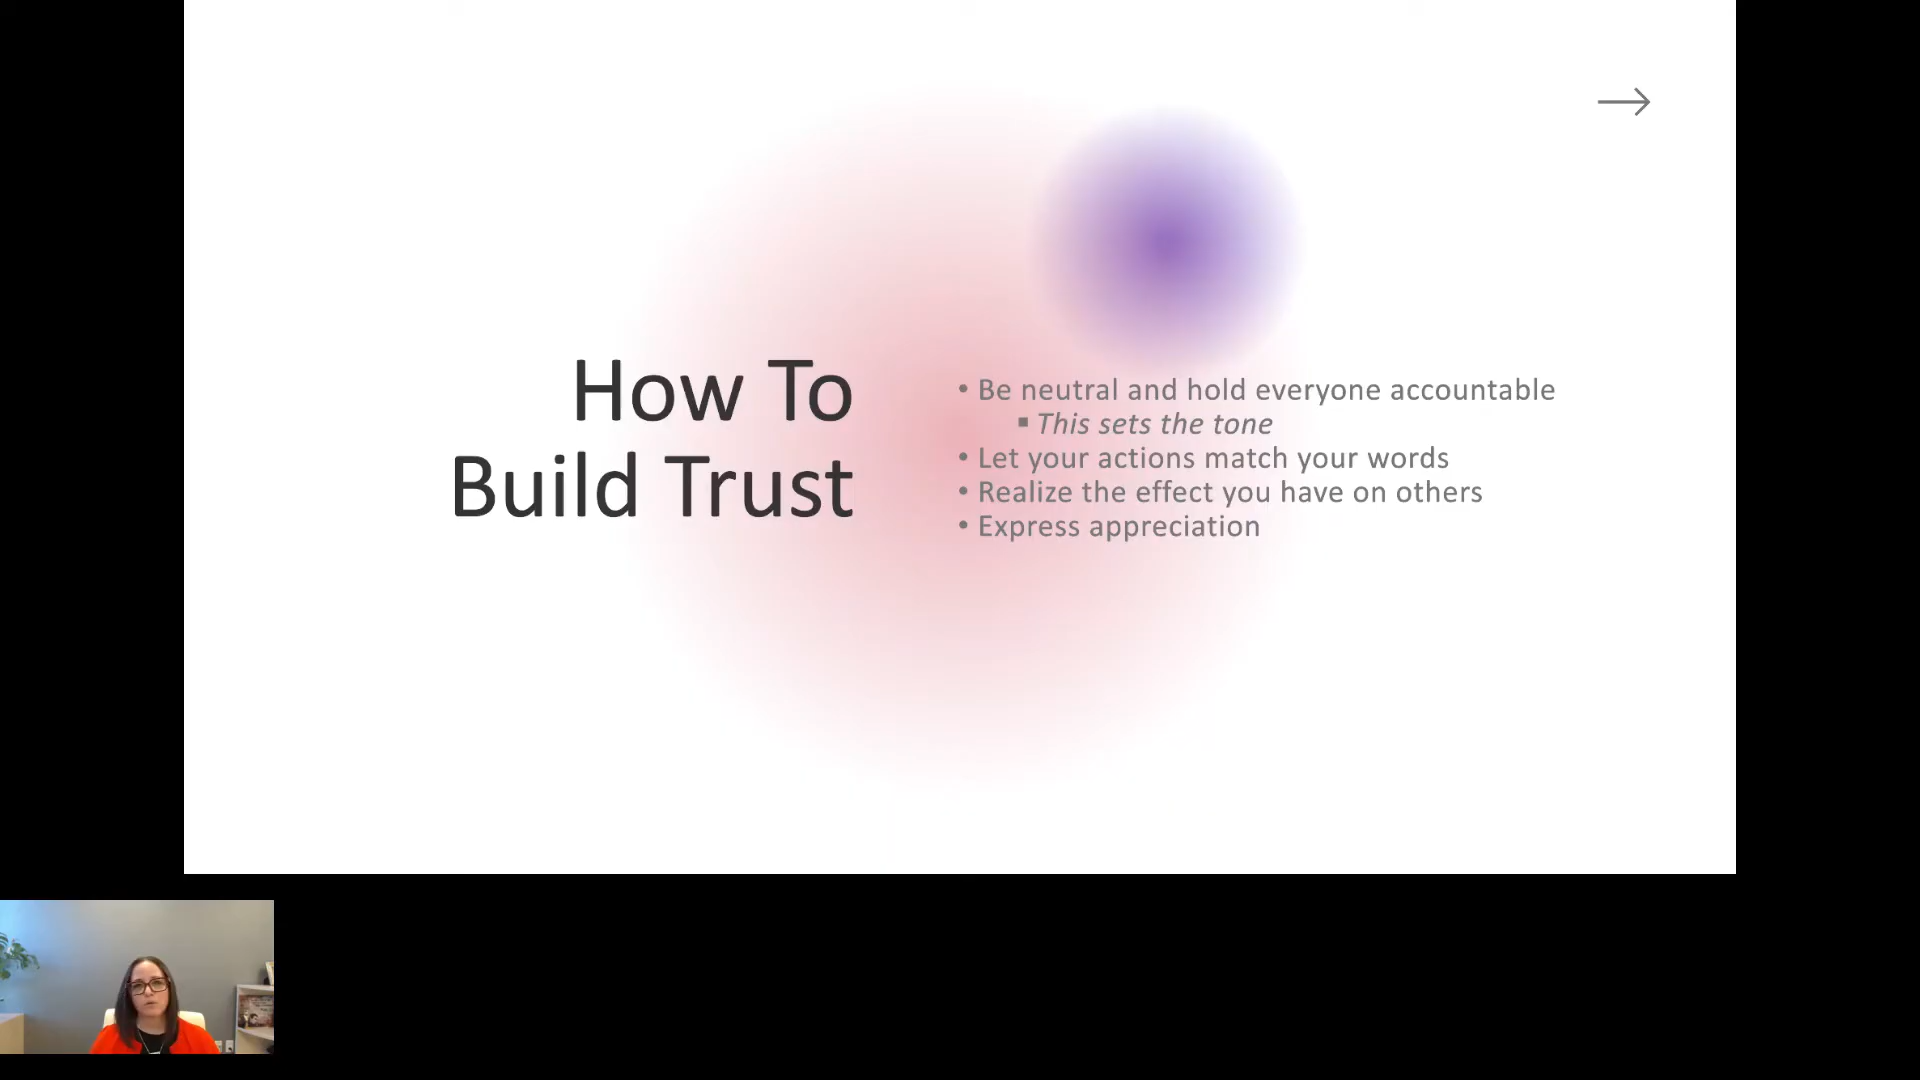 How To
Build Trust
• Be neutral and hold everyone accountable
▪ This sets the tone
• Let your actions match your words
• Realize the effect you have on others
• Express appreciation